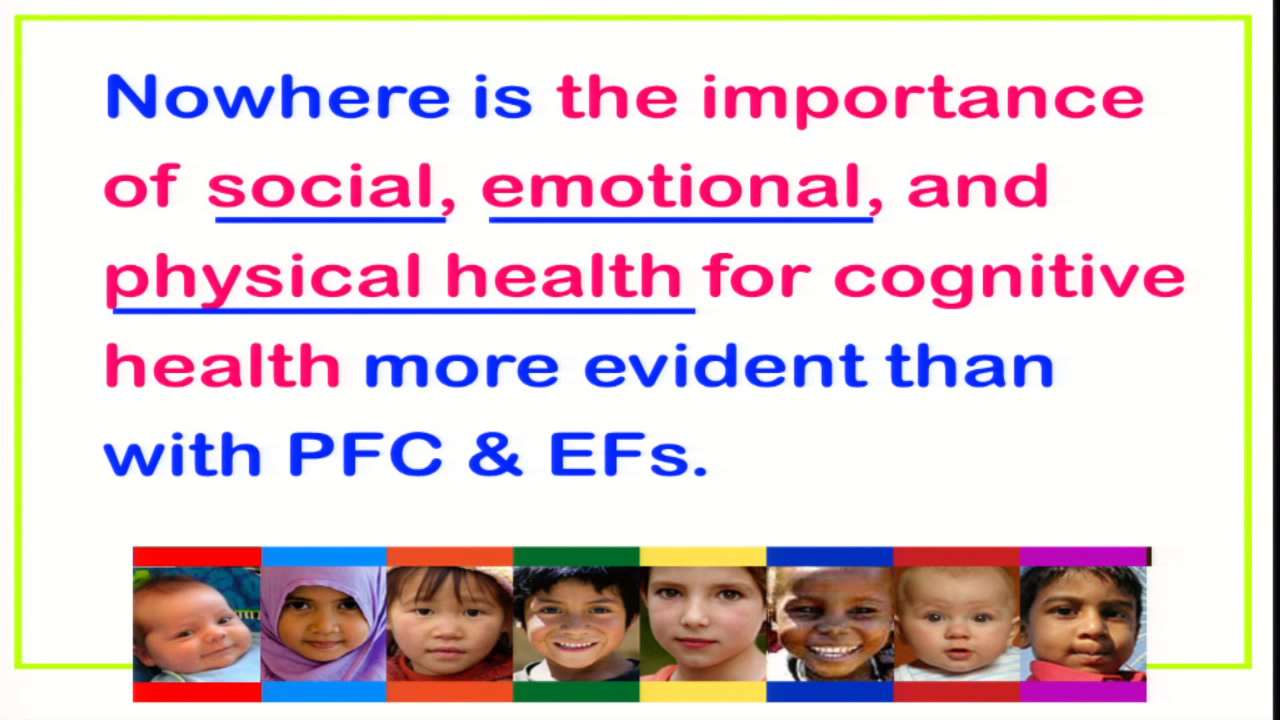 Nowhere is the importance
of social, emotional, and
physical health for cognitive
health more evident than
with PFC & EFs.